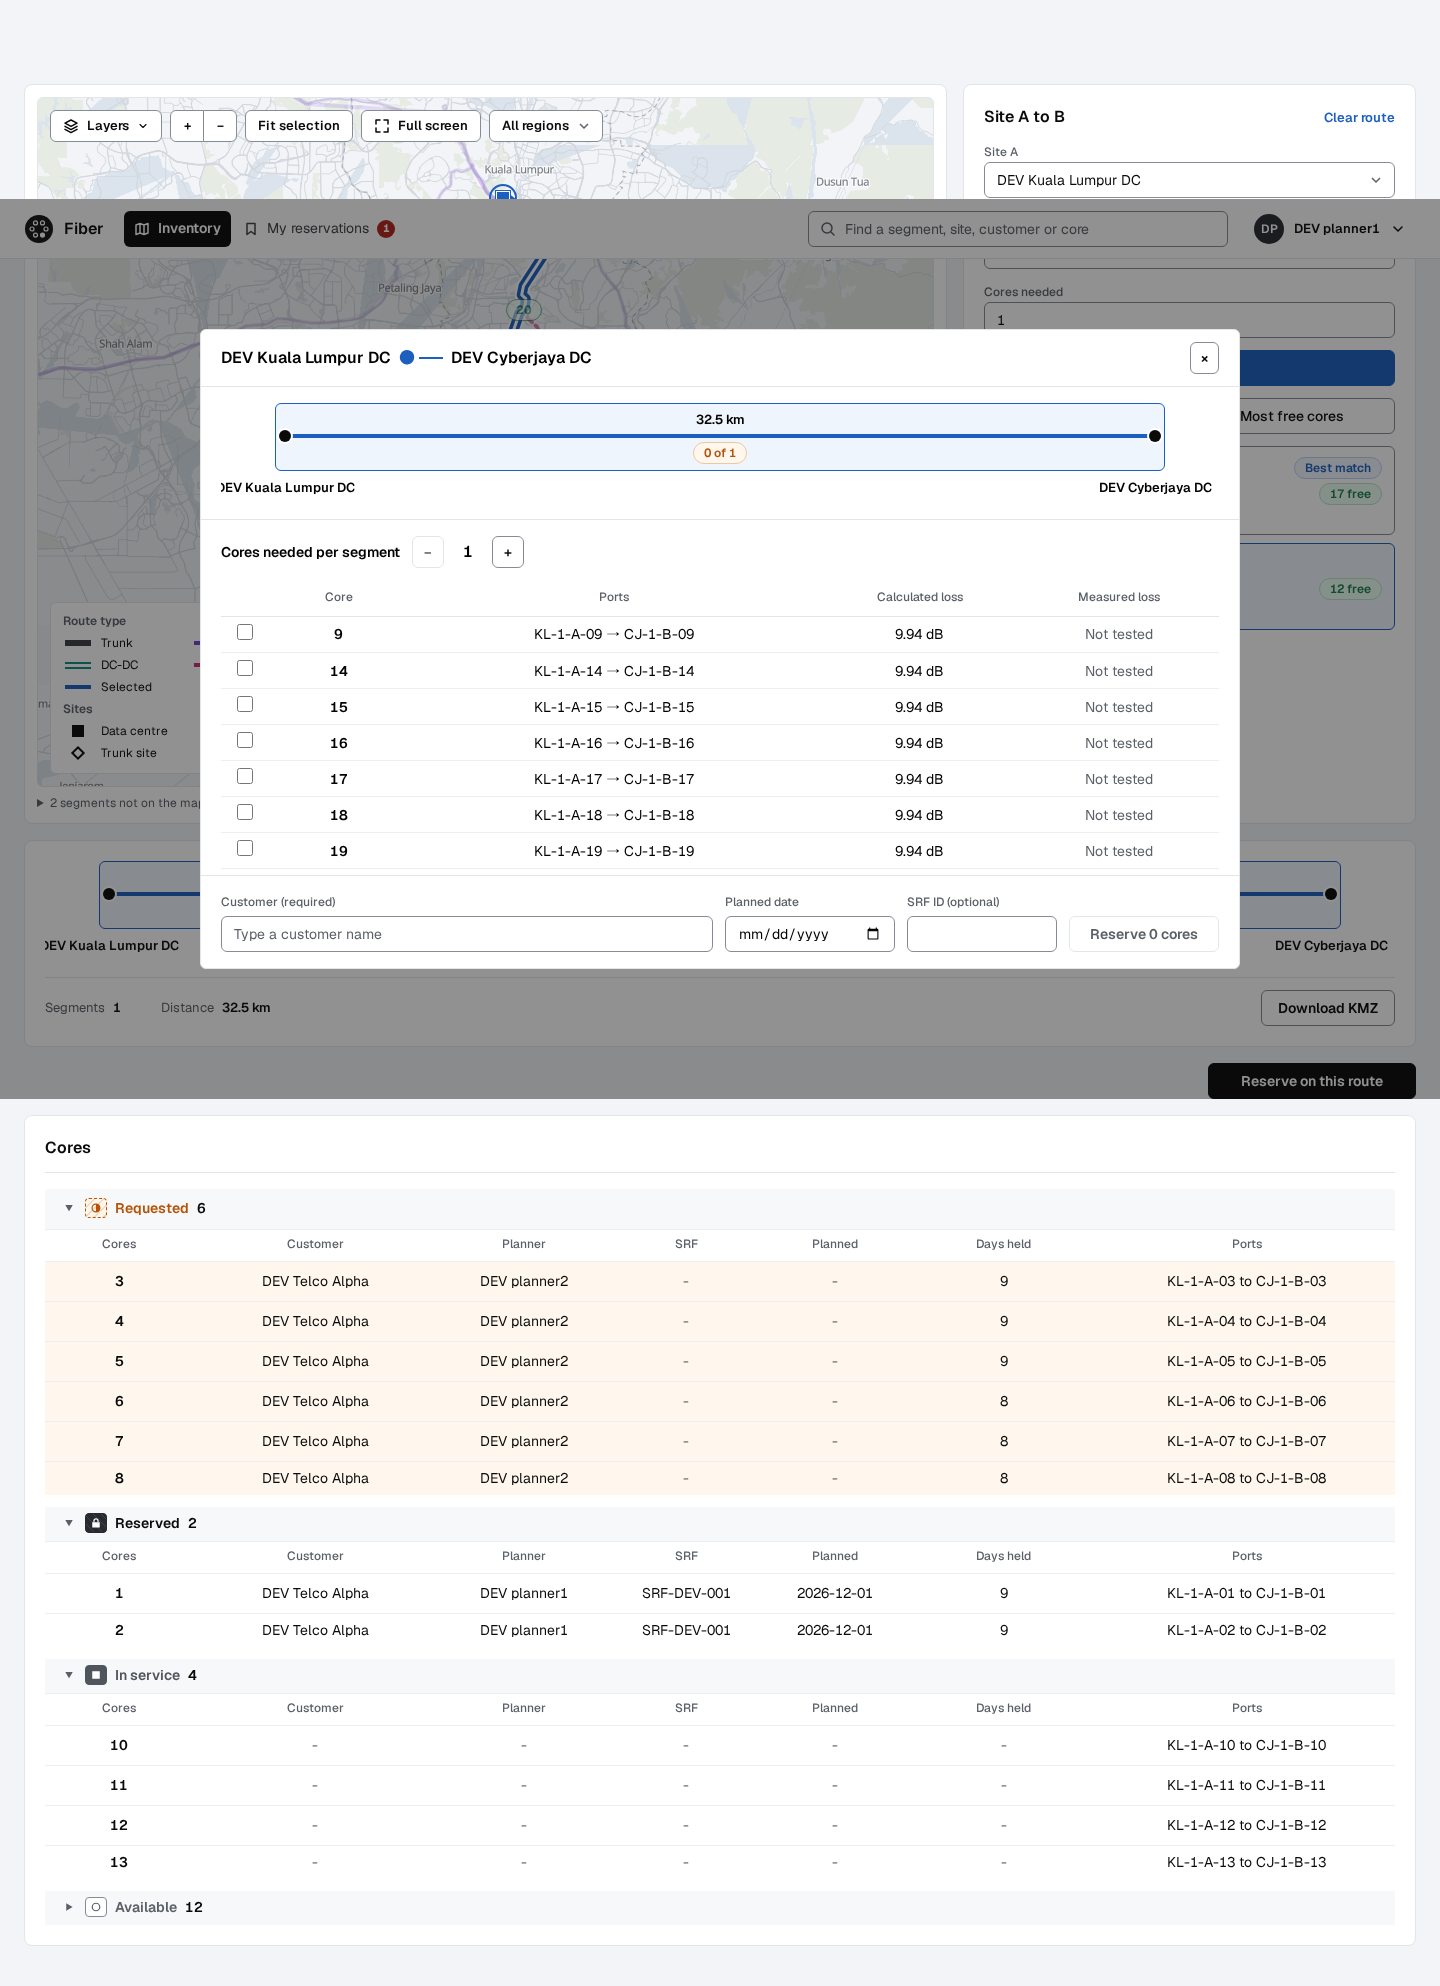 Layers
+
−
Fit selection
Full screen
All regions
Kuala Lumpur
Dusun Tua
Site A to B
Clear route
Site A
DEV Kuala Lumpur DC
Fiber
Inventory
My reservations
1
Find a segment, site, customer or core
DP
DEV planner1
Petaling Jaya
20
Shah Alam
Cores needed
1
Most free cores
Best match
17 free
12 free
DEV Kuala Lumpur DC
DEV Cyberjaya DC
×
32.5 km
0 of 1
DEV Kuala Lumpur DC
DEV Cyberjaya DC
Cores needed per segment
−
1
+
Core Ports Calculated loss Measured loss
9 KL-1-A-09 → CJ-1-B-09 9.94 dB Not tested
14 KL-1-A-14 → CJ-1-B-14 9.94 dB Not tested
15 KL-1-A-15 → CJ-1-B-15 9.94 dB Not tested
16 KL-1-A-16 → CJ-1-B-16 9.94 dB Not tested
17 KL-1-A-17 → CJ-1-B-17 9.94 dB Not tested
18 KL-1-A-18 → CJ-1-B-18 9.94 dB Not tested
19 KL-1-A-19 → CJ-1-B-19 9.94 dB Not tested
Customer (required)
Type a customer name
Planned date
mm/dd/yyyy
SRF ID (optional)
Reserve 0 cores
Route type
Trunk
DC-DC
Selected
Sites
Data centre
Trunk site
2 segments not on the map
DEV Kuala Lumpur DC
DEV Cyberjaya DC
Segments 1
Distance 32.5 km
Download KMZ
Reserve on this route
Cores
Requested 6
Cores Customer Planner SRF Planned Days held Ports
3 DEV Telco Alpha DEV planner2 - - 9 KL-1-A-03 to CJ-1-B-03
4 DEV Telco Alpha DEV planner2 - - 9 KL-1-A-04 to CJ-1-B-04
5 DEV Telco Alpha DEV planner2 - - 9 KL-1-A-05 to CJ-1-B-05
6 DEV Telco Alpha DEV planner2 - - 8 KL-1-A-06 to CJ-1-B-06
7 DEV Telco Alpha DEV planner2 - - 8 KL-1-A-07 to CJ-1-B-07
8 DEV Telco Alpha DEV planner2 - - 8 KL-1-A-08 to CJ-1-B-08
Reserved 2
Cores Customer Planner SRF Planned Days held Ports
1 DEV Telco Alpha DEV planner1 SRF-DEV-001 2026-12-01 9 KL-1-A-01 to CJ-1-B-01
2 DEV Telco Alpha DEV planner1 SRF-DEV-001 2026-12-01 9 KL-1-A-02 to CJ-1-B-02
In service 4
Cores Customer Planner SRF Planned Days held Ports
10 - - - - - KL-1-A-10 to CJ-1-B-10
11 - - - - - KL-1-A-11 to CJ-1-B-11
12 - - - - - KL-1-A-12 to CJ-1-B-12
13 - - - - - KL-1-A-13 to CJ-1-B-13
Available 12